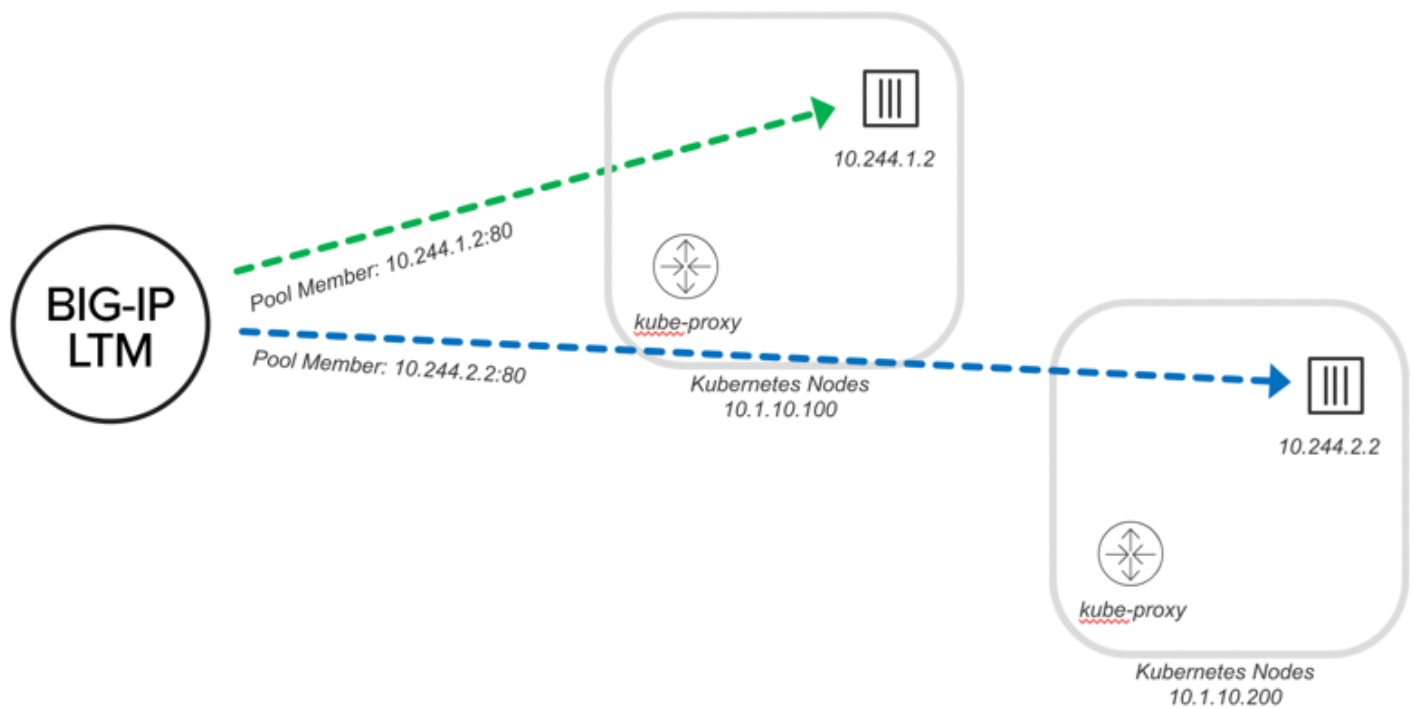 BIG-IP
LTM
Pool Member: 10.244.1.2:80
Pool Member: 10.244.2.2:80
10.244.1.2
kube-proxy
Kubernetes Nodes
10.1.10.100
10.244.2.2
kube-proxy
Kubernetes Nodes
10.1.10.200